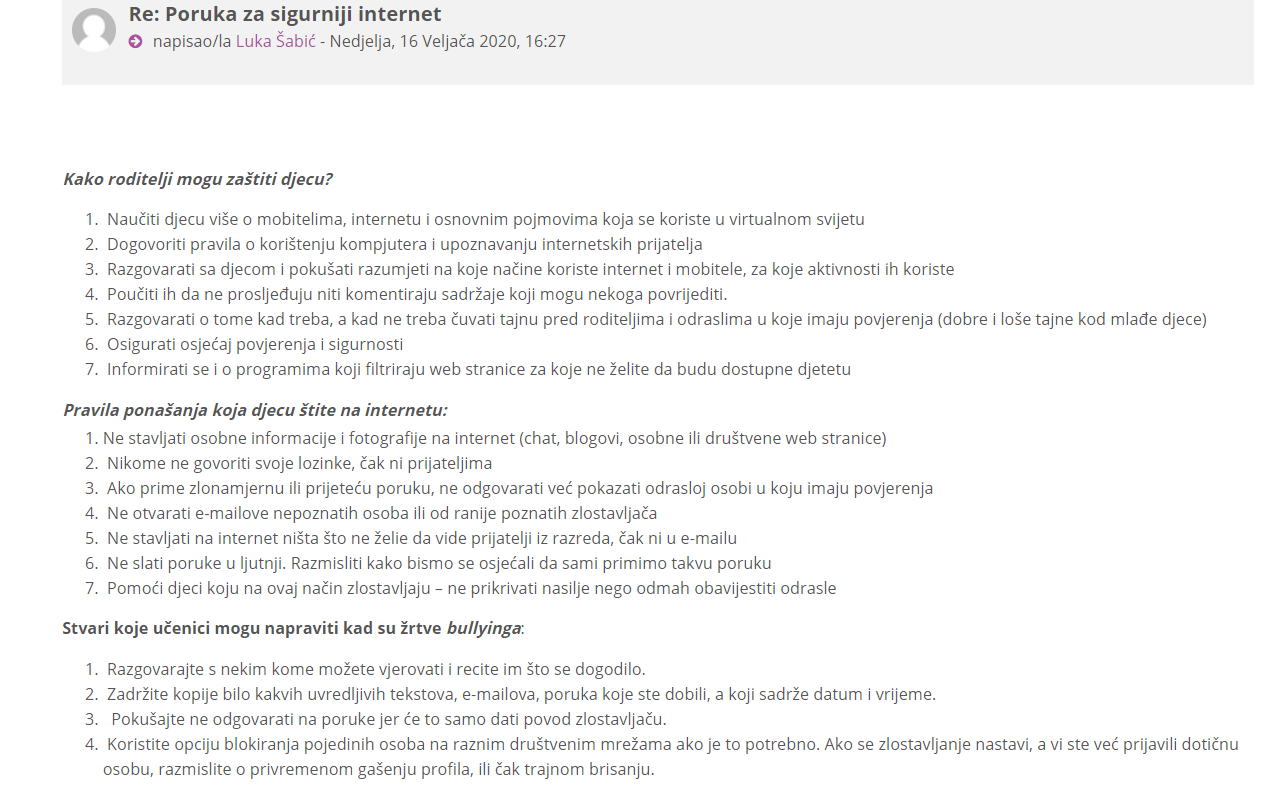 Re: Poruka za sigurniji internet
napisao/la Luka Šabić - Nedjelja, 16 Veljača 2020, 16:27
Kako roditelji mogu zaštiti djecu?
1. Naučiti djecu više o mobitelima, internetu i osnovnim pojmovima koja se koriste u virtualnom svijetu
2. Dogovoriti pravila o korištenju kompjutera i upoznavanju internetskih prijatelja
3. Razgovarati sa djecom i pokušati razumjeti na koje načine koriste internet i mobitele, za koje aktivnosti ih koriste
4. Poučiti ih da ne prosljeđuju niti komentiraju sadržaje koji mogu nekoga povrijediti.
5. Razgovarati o tome kad treba, a kad ne treba čuvati tajnu pred roditeljima i odraslima u koje imaju povjerenja (dobre i loše tajne kod mlađe djece)
6. Osigurati osjećaj povjerenja i sigurnosti
7. Informirati se i o programima koji filtriraju web stranice za koje ne želite da budu dostupne djetetu
Pravila ponašanja koja djecu štite na internetu:
1. Ne stavljati osobne informacije i fotografije na internet (chat, blogovi, osobne ili društvene web stranice)
2. Nikome ne govoriti svoje lozinke, čak ni prijateljima
3. Ako prime zlonamjernu ili prijeteću poruku, ne odgovarati već pokazati odrasloj osobi u koju imaju povjerenja
4. Ne otvarati e-mailove nepoznatih osoba ili od ranije poznatih zlostavljača
5. Ne stavljati na internet ništa što ne želie da vide prijatelji iz razreda, čak ni u e-mailu
6. Ne slati poruke u ljutnji. Razmisliti kako bismo se osjećali da sami primimo takvu poruku
7. Pomoći djeci koju na ovaj način zlostavljaju – ne prikrivati nasilje nego odmah obavijestiti odrasle
Stvari koje učenici mogu napraviti kad su žrtve bullyinga:
1. Razgovarajte s nekim kome možete vjerovati i recite im što se dogodilo.
2. Zadržite kopije bilo kakvih uvredljivih tekstova, e-mailova, poruka koje ste dobili, a koji sadrže datum i vrijeme.
3. Pokušajte ne odgovarati na poruke jer će to samo dati povod zlostavljaču.
4. Koristite opciju blokiranja pojedinih osoba na raznim društvenim mrežama ako je to potrebno. Ako se zlostavljanje nastavi, a vi ste već prijavili dotičnu
osobu, razmislite o privremenom gašenju profila, ili čak trajnom brisanju.